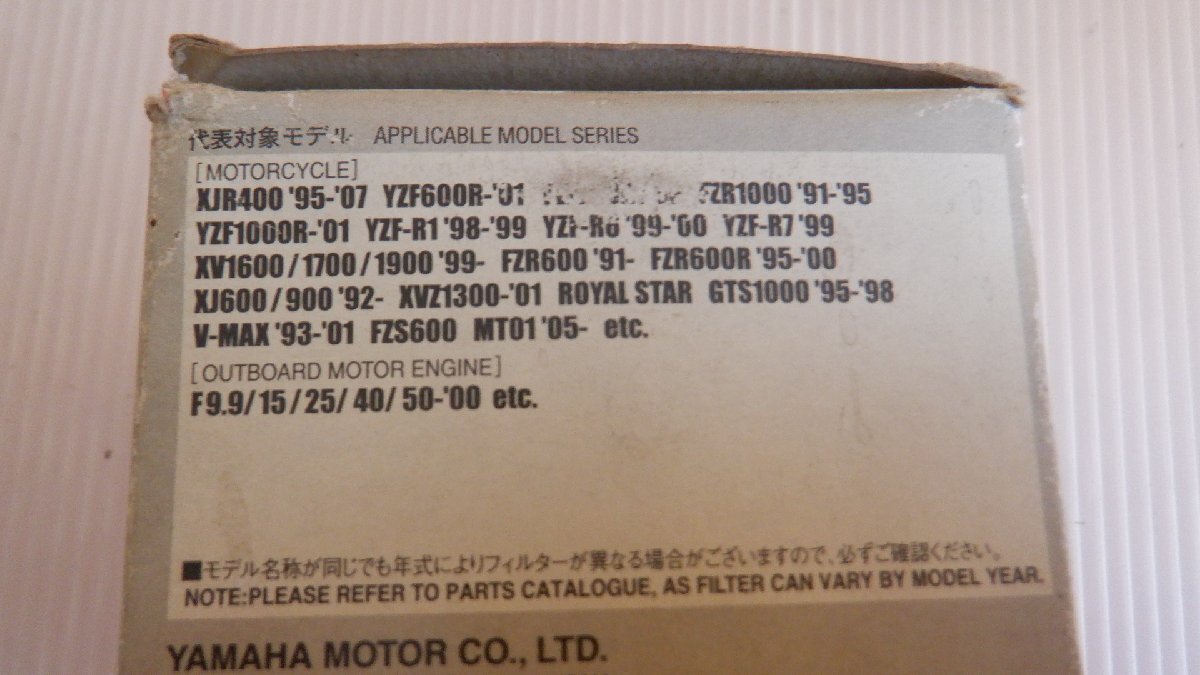 代表対象モデル APPLICABLE MODEL SERIES
[MOTORCYCLE]
XJR400 '95-'07 YZF600R-'01 FZR1000 '91-'95
YZF1000R-'01 YZF-R1 '98-'99 YZF-R6 '99-'00 YZF-R7 '99
XV1600/1700/1900 '99- FZR600 '91- FZR600R '95-'00
XJ600/900 '92- XVZ1300-'01 ROYAL STAR GTS1000 '95-'98
V-MAX '93-'01 FZS600 MT01 '05- etc.
[OUTBOARD MOTOR ENGINE]
F9.9/15/25/40/50-'00 etc.
■モデル名称が同じでも年式によりフィルターが異なる場合がございますので、必ずご確認ください。
NOTE:PLEASE REFER TO PARTS CATALOGUE, AS FILTER CAN VARY BY MODEL YEAR.
YAMAHA MOTOR CO., LTD.